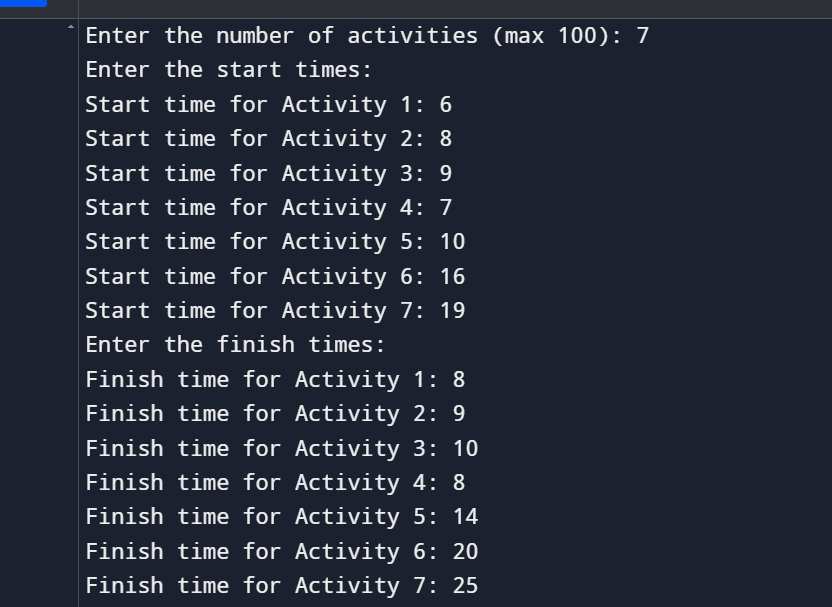 Enter the number of activities (max 100): 7
Enter the start times:
Start time for Activity 1: 6
Start time for Activity 2: 8
Start time for Activity 3: 9
Start time for Activity 4: 7
Start time for Activity 5: 10
Start time for Activity 6: 16
Start time for Activity 7: 19
Enter the finish times:
Finish time for Activity 1: 8
Finish time for Activity 2: 9
Finish time for Activity 3: 10
Finish time for Activity 4: 8
Finish time for Activity 5: 14
Finish time for Activity 6: 20
Finish time for Activity 7: 25